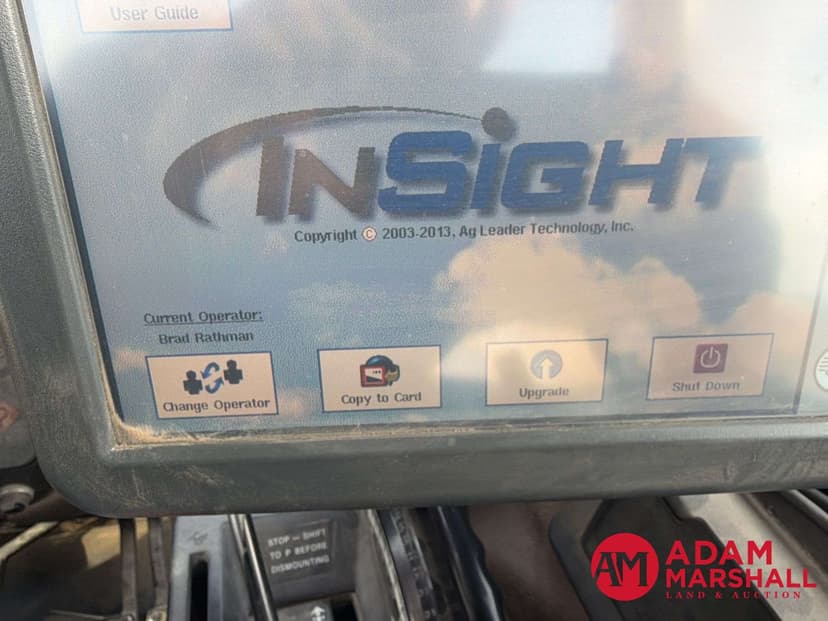 User Guide
InSight
Copyright © 2003-2013, Ag Leader Technology, Inc.
Current Operator:
Brad Rathman
Change Operator
Copy to Card
Upgrade
Shut Down
STOP — SHIFT
TO P BEFORE
DISMOUNTING
AM
ADAM
MARSHALL
LAND & AUCTION